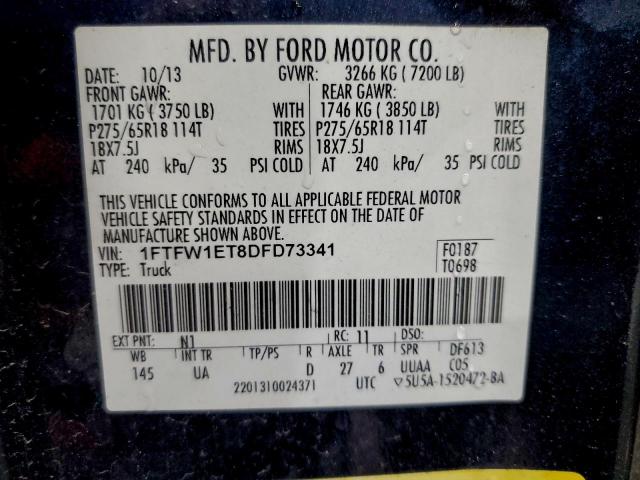 MFD. BY FORD MOTOR CO.
DATE: 10/13 GVWR: 3266 KG ( 7200 LB)
FRONT GAWR: REAR GAWR:
1701 KG ( 3750 LB) WITH 1746 KG ( 3850 LB) WITH
P275/65R18 114T TIRES P275/65R18 114T TIRES
18X7.5J RIMS 18X7.5J RIMS
AT 240 kPa/ 35 PSI COLD AT 240 kPa/ 35 PSI COLD
THIS VEHICLE CONFORMS TO ALL APPLICABLE FEDERAL MOTOR
VEHICLE SAFETY STANDARDS IN EFFECT ON THE DATE OF
MANUFACTURE SHOWN ABOVE.
VIN: 1FTFW1ET8DFD73341 F0187
TYPE: Truck T0698
EXT PNT: N1 RC: 11 DSO:
WB INT TR TP/PS R AXLE TR SPR DF613
145 UA D 27 6 UUAA C05
2201310024371 UTC ▽5U5A-1520472-BA